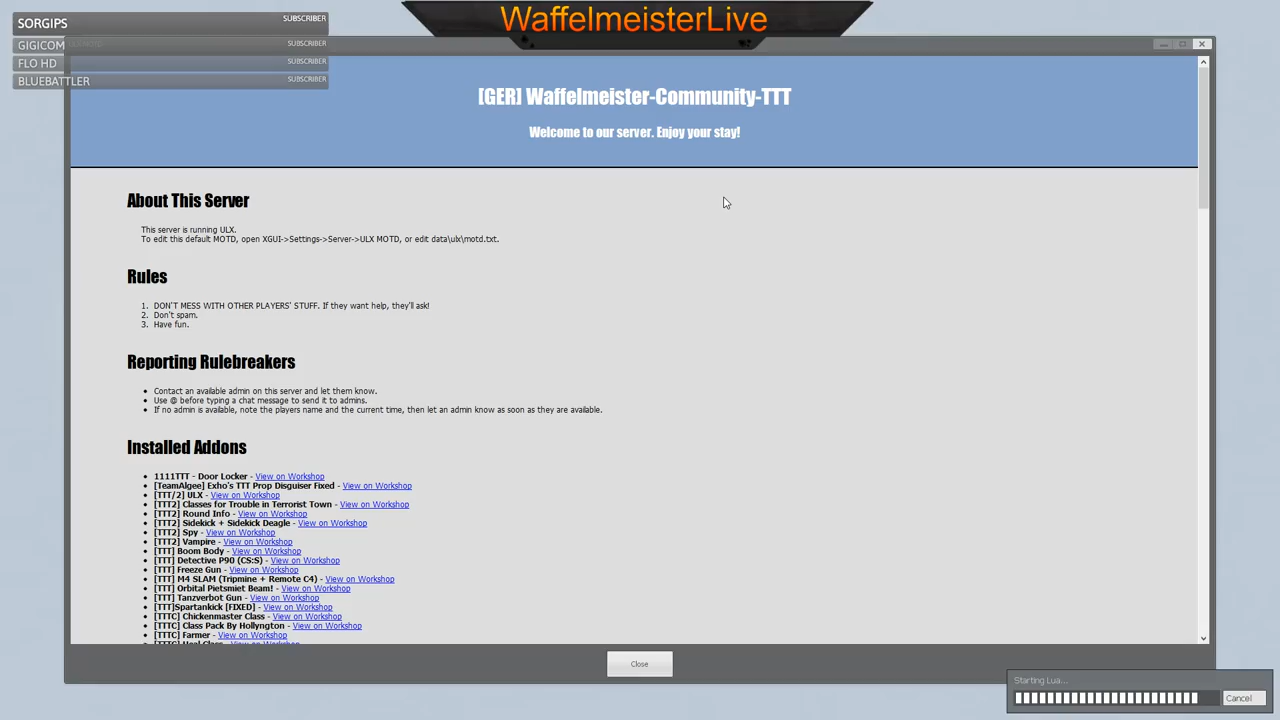 WaffelmeisterLive
SORGIPS SUBSCRIBER
GIGICOM SUBSCRIBER
FLO HD SUBSCRIBER
BLUEBATTLER SUBSCRIBER
[GER] Waffelmeister-Community-TTT
Welcome to our server. Enjoy your stay!
About This Server
This server is running ULX.
To edit this default MOTD, open XGUI->Settings->Server->ULX MOTD, or edit data\ulx\motd.txt.
Rules
1. DON'T MESS WITH OTHER PLAYERS' STUFF. If they want help, they'll ask!
2. Don't spam.
3. Have fun.
Reporting Rulebreakers
• Contact an available admin on this server and let them know.
• Use @ before typing a chat message to send it to admins.
• If no admin is available, note the players name and the current time, then let an admin know as soon as they are available.
Installed Addons
• 1111TTT - Door Locker - View on Workshop
• [TeamAlgee] Exho's TTT Prop Disguiser Fixed - View on Workshop
• [TTT/2] ULX - View on Workshop
• [TTT2] Classes for Trouble in Terrorist Town - View on Workshop
• [TTT2] Round Info - View on Workshop
• [TTT2] Sidekick + Sidekick Deagle - View on Workshop
• [TTT2] Spy - View on Workshop
• [TTT2] Vampire - View on Workshop
• [TTT] Boom Body - View on Workshop
• [TTT] Detective P90 (CS:S) - View on Workshop
• [TTT] Freeze Gun - View on Workshop
• [TTT] M4 SLAM (Tripmine + Remote C4) - View on Workshop
• [TTT] Orbital Pietsmiet Beam! - View on Workshop
• [TTT] Tanzverbot Gun - View on Workshop
• [TTT]Spartankick [FIXED] - View on Workshop
• [TTTC] Chickenmaster Class - View on Workshop
• [TTTC] Class Pack By Hollyngton - View on Workshop
• [TTTC] Farmer - View on Workshop
Close
Starting Lua...
Cancel